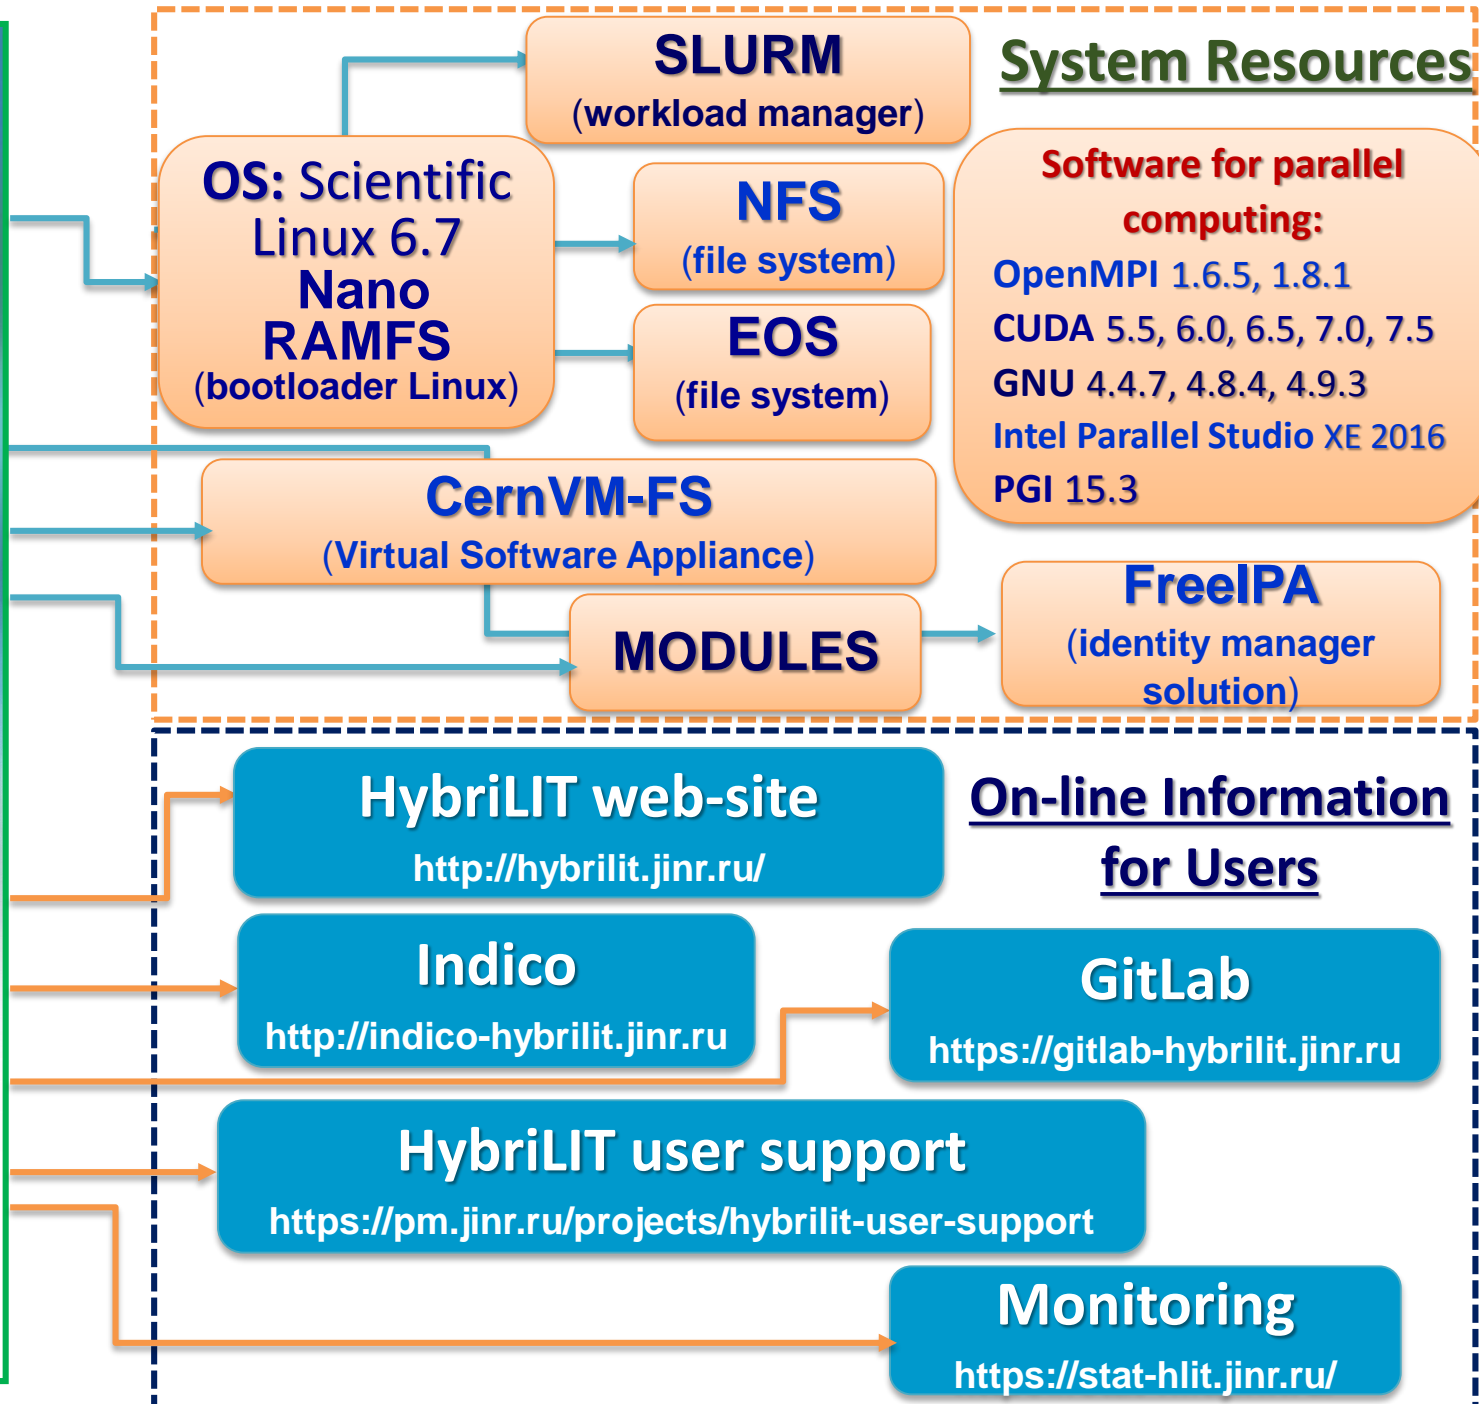 SLURM
(workload manager)
System Resources
OS: Scientific
Linux 6.7
Nano
RAMFS
(bootloader Linux)
NFS
(file system)
EOS
(file system)
Software for parallel
computing:
OpenMPI 1.6.5, 1.8.1
CUDA 5.5, 6.0, 6.5, 7.0, 7.5
GNU 4.4.7, 4.8.4, 4.9.3
Intel Parallel Studio XE 2016
PGI 15.3
CernVM-FS
(Virtual Software Appliance)
MODULES
FreeIPA
(identity manager
solution)
HybriLIT web-site
http://hybrilit.jinr.ru/
On-line Information
for Users
Indico
http://indico-hybrilit.jinr.ru
GitLab
https://gitlab-hybrilit.jinr.ru
HybriLIT user support
https://pm.jinr.ru/projects/hybrilit-user-support
Monitoring
https://stat-hlit.jinr.ru/